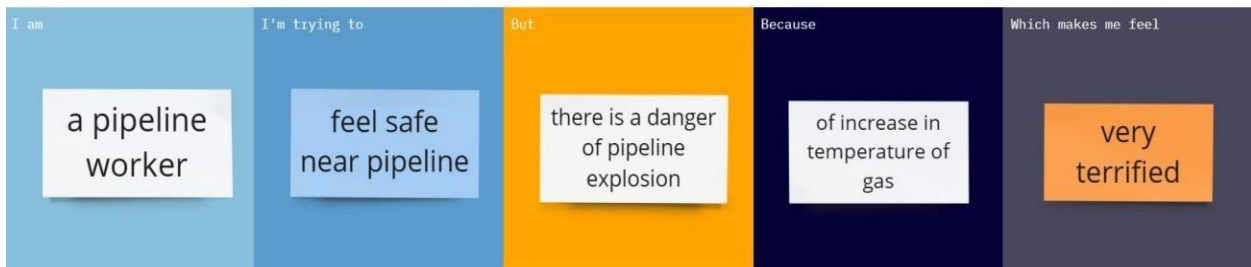 I am
a pipeline
worker
I'm trying to
feel safe
near pipeline
But
there is a danger
of pipeline
explosion
Because
of increase in
temperature of
gas
Which makes me feel
very
terrified